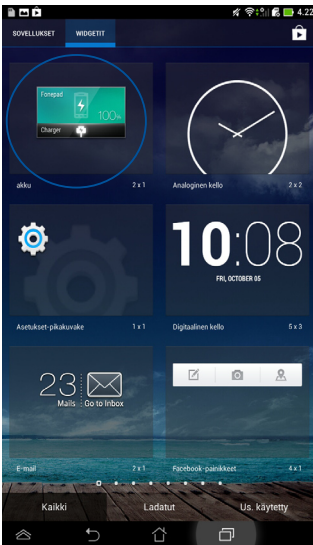 4.22
SOVELLUKSET WIDGETIT
Fonepad
100%
Charger
akku 2 x 1
Analoginen kello 2 x 2
10:08
FRI, OCTOBER 05
Asetukset-pikakuvake 1 x 1
Digitaalinen kello 5 x 3
23
Mails Go to Inbox
E-mail 2 x 1
Facebook-painikkeet 4 x 1
Kaikki Ladatut Us. käytetty